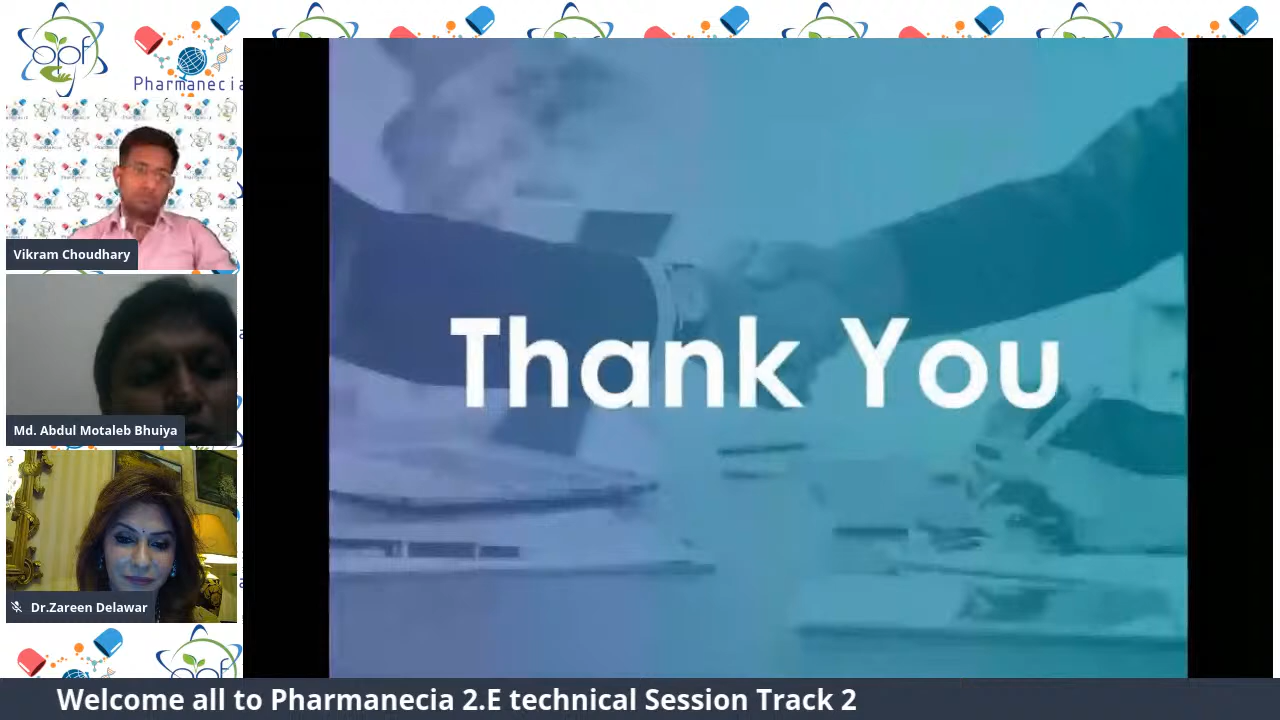 opf
Pharmanecia
Vikram Choudhary
Md. Abdul Motaleb Bhuiya
Dr.Zareen Delawar
Thank You
Welcome all to Pharmanecia 2.E technical Session Track 2